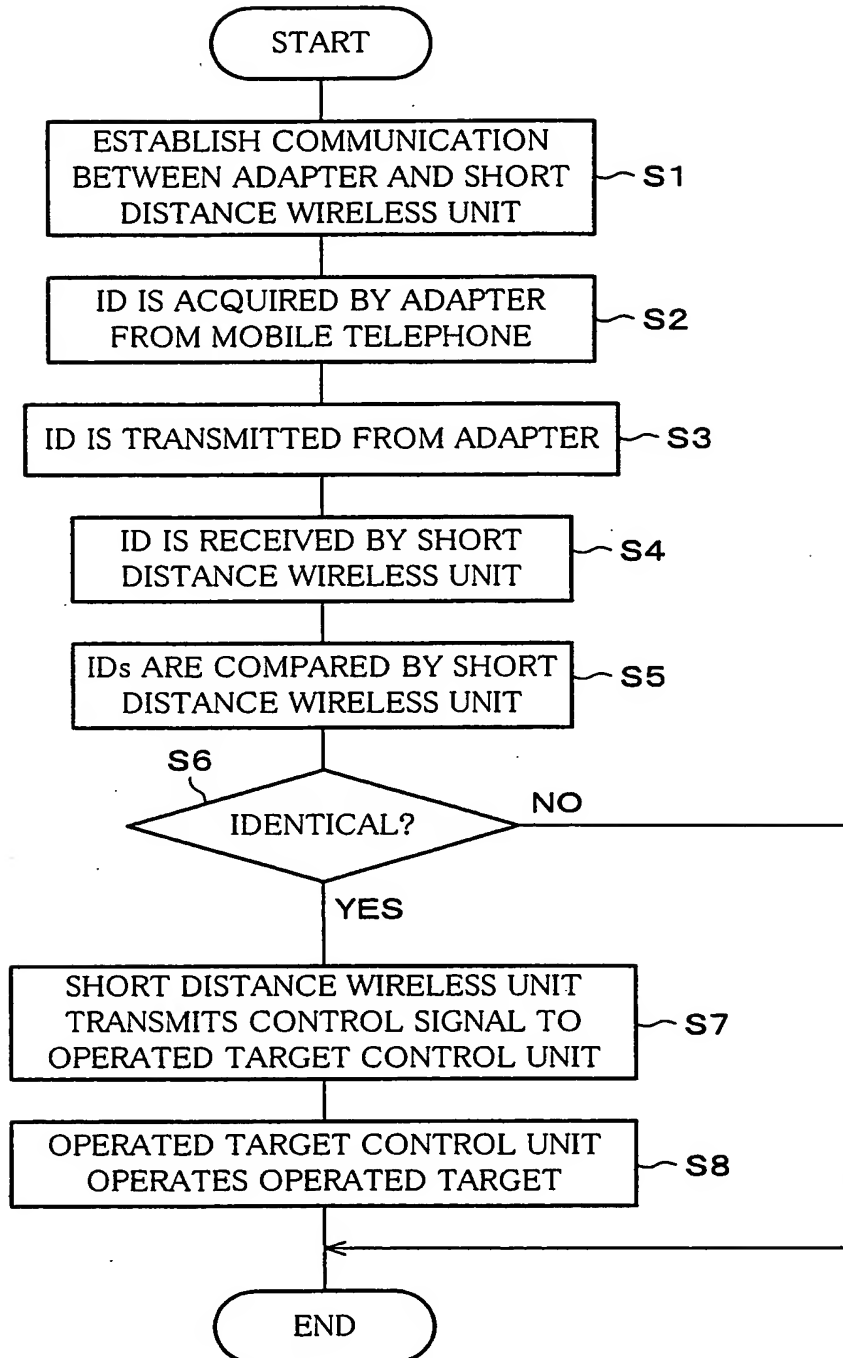 START
ESTABLISH COMMUNICATION
BETWEEN ADAPTER AND SHORT
DISTANCE WIRELESS UNIT
S1
ID IS ACQUIRED BY ADAPTER
FROM MOBILE TELEPHONE
S2
ID IS TRANSMITTED FROM ADAPTER
S3
ID IS RECEIVED BY SHORT
DISTANCE WIRELESS UNIT
S4
IDs ARE COMPARED BY SHORT
DISTANCE WIRELESS UNIT
S5
S6
IDENTICAL?
NO
YES
SHORT DISTANCE WIRELESS UNIT
TRANSMITS CONTROL SIGNAL TO
OPERATED TARGET CONTROL UNIT
S7
OPERATED TARGET CONTROL UNIT
OPERATES OPERATED TARGET
S8
END